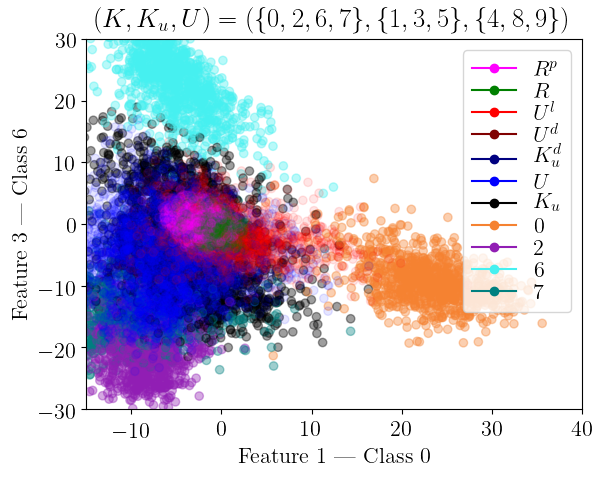 (K, K_u, U) = ({0, 2, 6, 7}, {1, 3, 5}, {4, 8, 9})
30
20
10
0
−10
−20
−30
Feature 3 — Class 6
R^p
R
U^l
U^d
K_u^d
U
K_u
0
2
6
7
−10
0
10
20
30
40
Feature 1 — Class 0